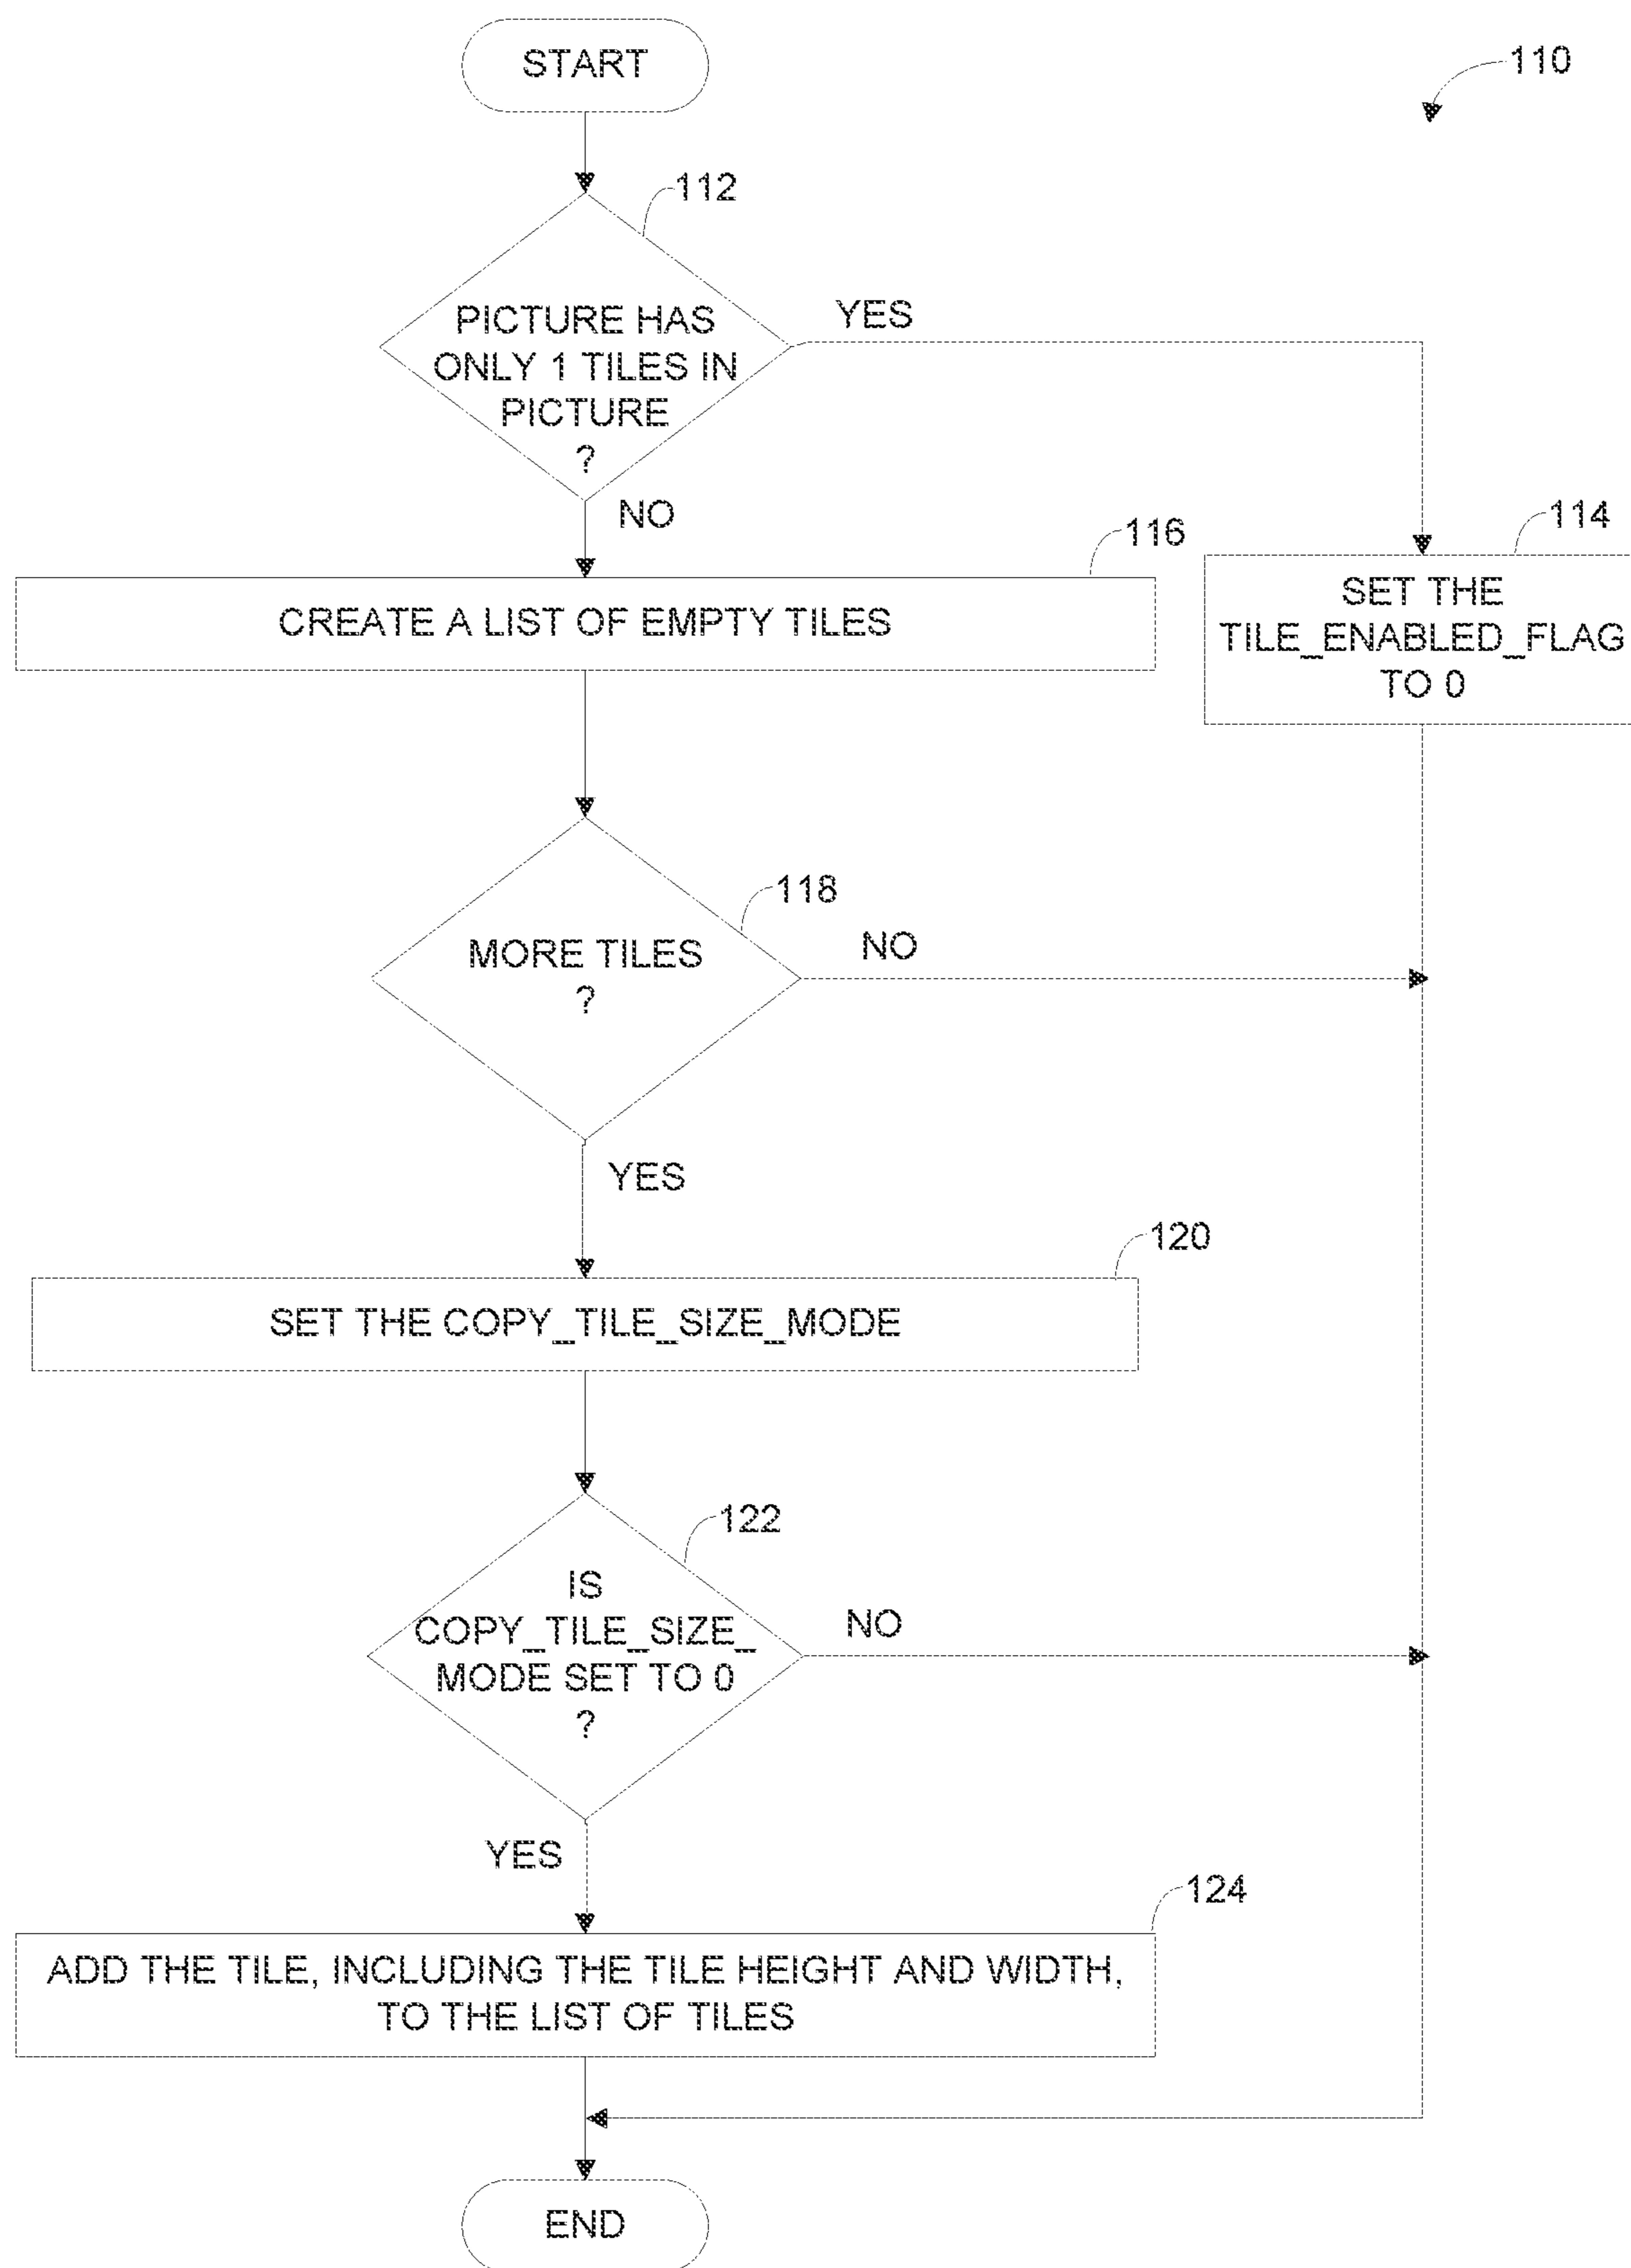 START
110
112
PICTURE HAS
ONLY 1 TILES IN
PICTURE
?
YES
NO
116
CREATE A LIST OF EMPTY TILES
114
SET THE
TILE_ENABLED_FLAG
TO 0
118
MORE TILES
?
NO
YES
120
SET THE COPY_TILE_SIZE_MODE
122
IS
COPY_TILE_SIZE_
MODE SET TO 0
?
NO
YES
124
ADD THE TILE, INCLUDING THE TILE HEIGHT AND WIDTH,
TO THE LIST OF TILES
END